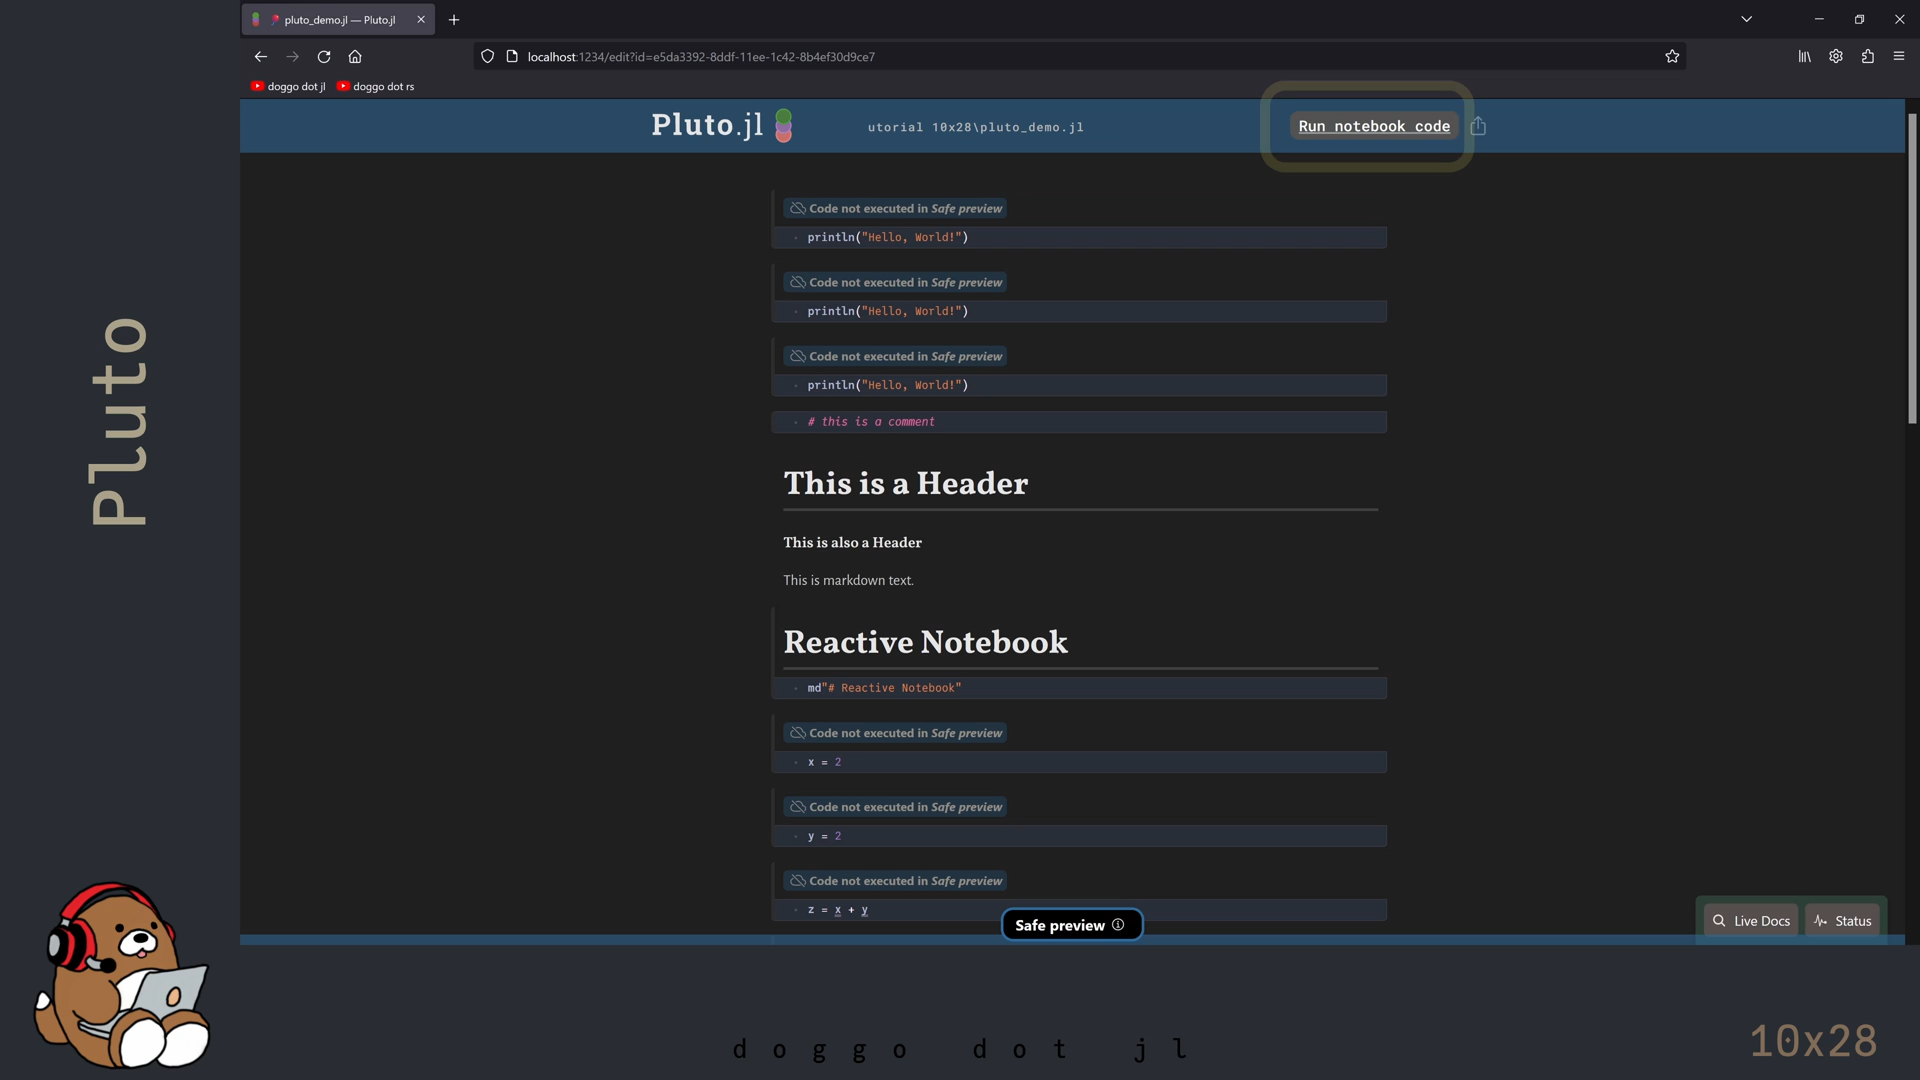 pluto_demo.jl — Pluto.jl
localhost:1234/edit?id=e5da3392-8ddf-11ee-1c42-8b4ef30d9ce7
doggo dot jl
doggo dot rs
Pluto.jl
utorial 10x28\pluto_demo.jl
Run notebook code
Code not executed in Safe preview
println("Hello, World!")
Code not executed in Safe preview
println("Hello, World!")
Code not executed in Safe preview
println("Hello, World!")
# this is a comment
This is a Header
This is also a Header
This is markdown text.
Reactive Notebook
md"# Reactive Notebook"
Code not executed in Safe preview
x = 2
Code not executed in Safe preview
y = 2
Code not executed in Safe preview
z = x + y
Safe preview
Live Docs
Status
Pluto
doggo dot jl
10x28